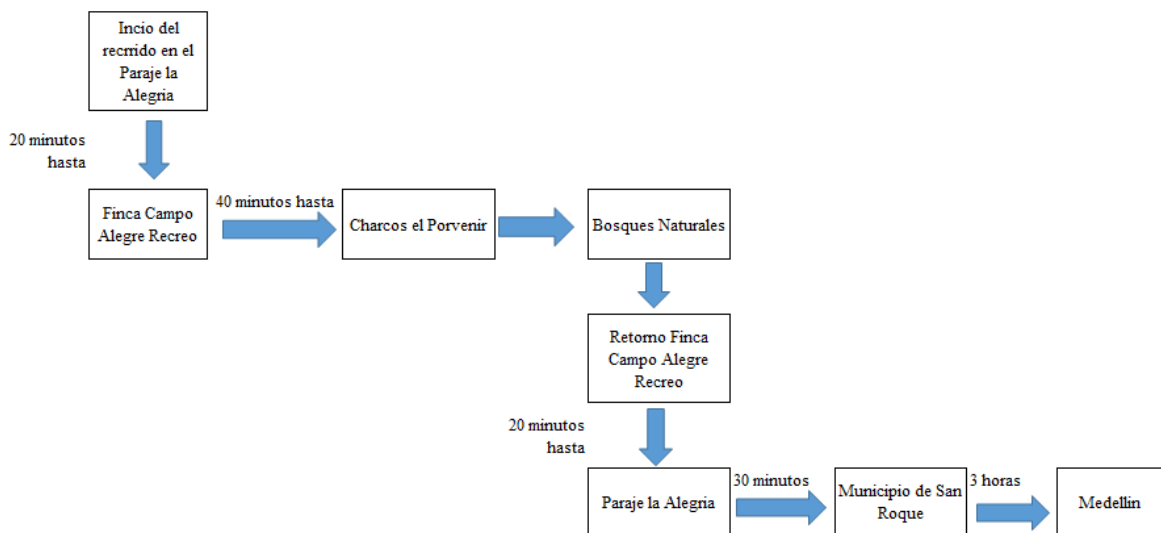 Incio del
recrrido en el
Paraje la
Alegria
20 minutos
hasta
Finca Campo
Alegre Recreo
40 minutos hasta
Charcos el Porvenir
Bosques Naturales
Retorno Finca
Campo Alegre
Recreo
20 minutos
hasta
Paraje la Alegria
30 minutos
Municipio de San
Roque
3 horas
Medellin